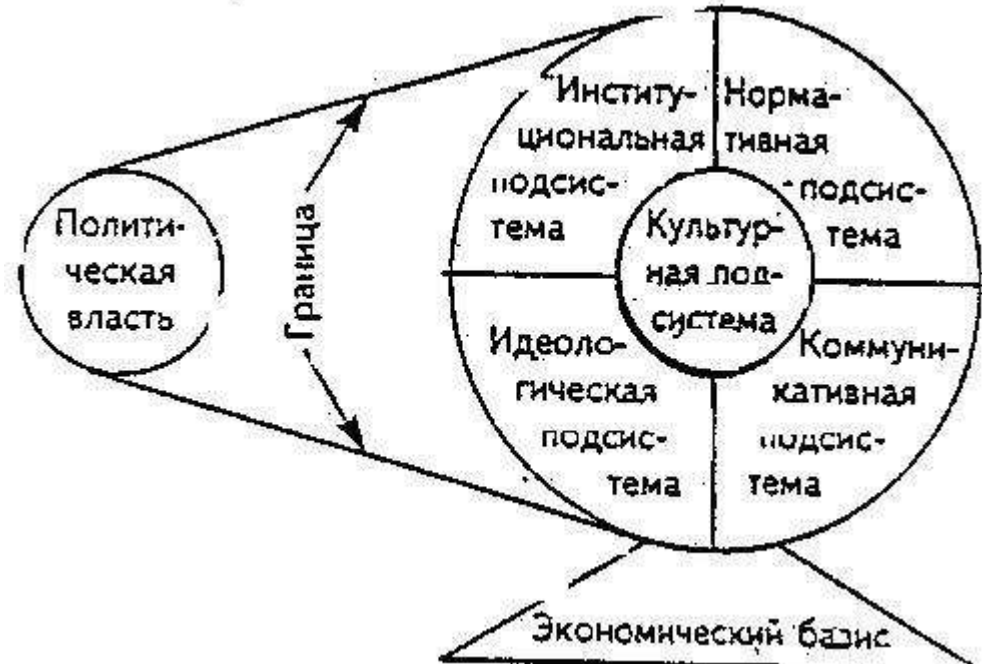 Полити-
ческая
власть
Граница
Институ-
циональная
подсис-
тема
Норма-
тивная
подсис-
тема
Культур-
ная под-
система
Идеоло-
гическая
подсис-
тема
Коммуни-
кативная
подсис-
тема
Экономический базис